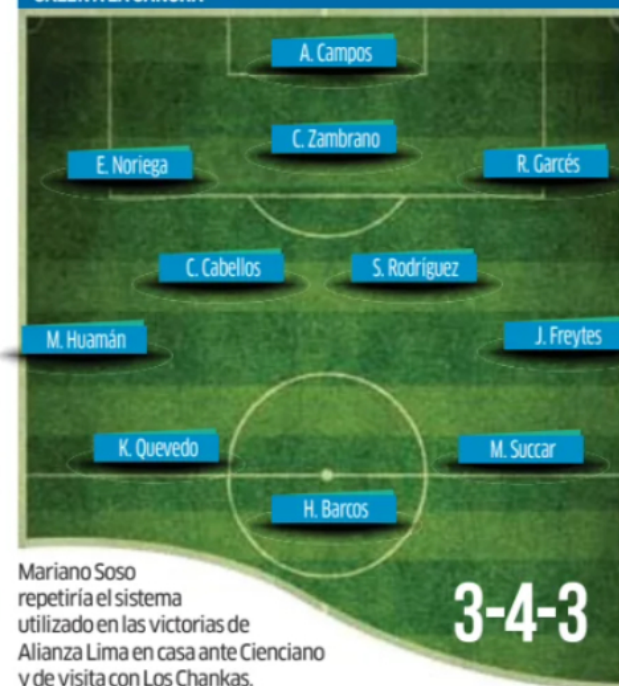 A. Campos
C. Zambrano
E. Noriega
R. Garcés
C. Cabellos
S. Rodríguez
M. Huamán
J. Freytes
K. Quevedo
M. Succar
H. Barcos
3-4-3
Mariano Soso
repetiría el sistema
utilizado en las victorias de
Alianza Lima en casa ante Cienciano
y de visita con Los Chankas.